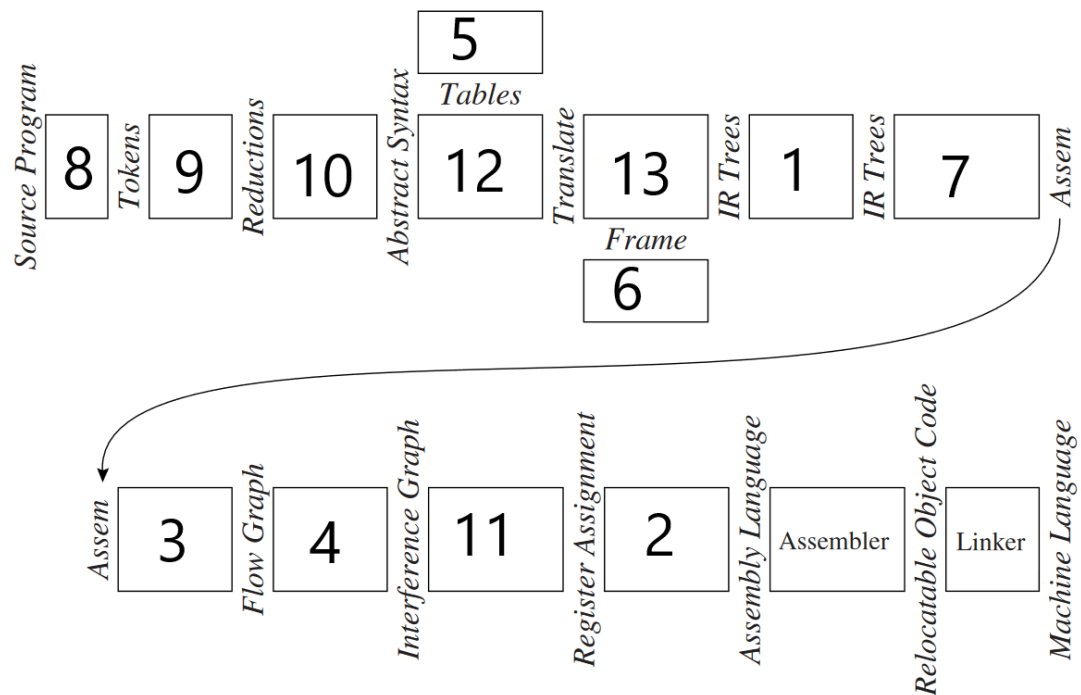 5
Tables
Source Program
8
Tokens
9
Reductions
10
Abstract Syntax
12
Translate
13
IR Trees
1
IR Trees
7
Assem
Frame
6
Assem
3
Flow Graph
4
Interference Graph
11
Register Assignment
2
Assembly Language
Assembler
Relocatable Object Code
Linker
Machine Language